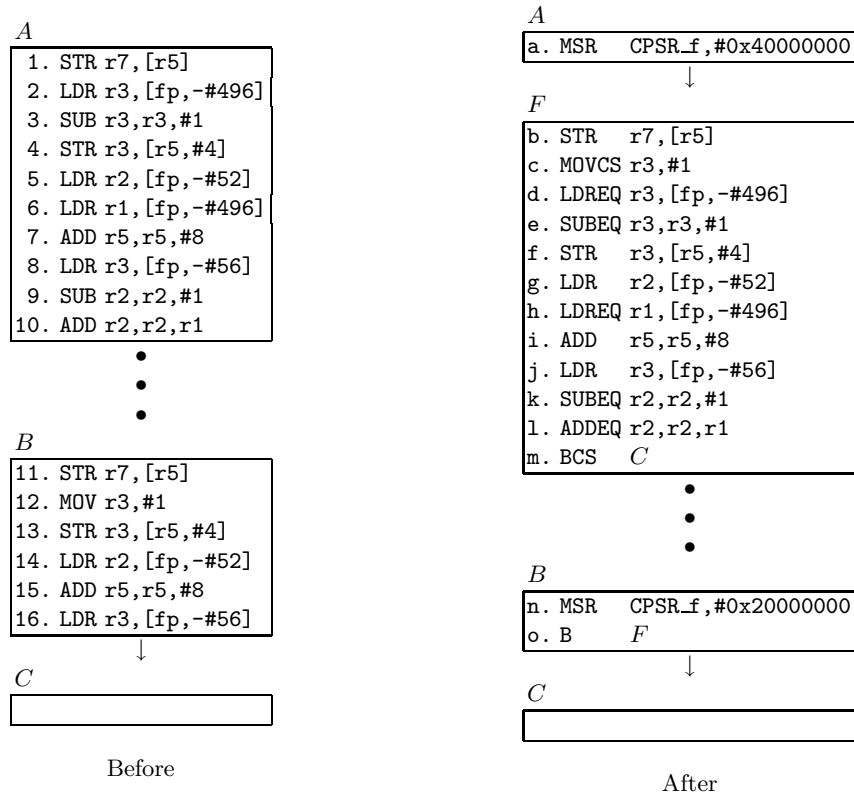 A
1. STR r7,[r5]
2. LDR r3,[fp,-#496]
3. SUB r3,r3,#1
4. STR r3,[r5,#4]
5. LDR r2,[fp,-#52]
6. LDR r1,[fp,-#496]
7. ADD r5,r5,#8
8. LDR r3,[fp,-#56]
9. SUB r2,r2,#1
10. ADD r2,r2,r1
B
11. STR r7,[r5]
12. MOV r3,#1
13. STR r3,[r5,#4]
14. LDR r2,[fp,-#52]
15. ADD r5,r5,#8
16. LDR r3,[fp,-#56]
C
Before
A
a. MSR CPSR_f,#0x40000000
F
b. STR r7,[r5]
c. MOVCS r3,#1
d. LDREQ r3,[fp,-#496]
e. SUBEQ r3,r3,#1
f. STR r3,[r5,#4]
g. LDR r2,[fp,-#52]
h. LDREQ r1,[fp,-#496]
i. ADD r5,r5,#8
j. LDR r3,[fp,-#56]
k. SUBEQ r2,r2,#1
l. ADDEQ r2,r2,r1
m. BCS C
B
n. MSR CPSR_f,#0x20000000
o. B F
C
After